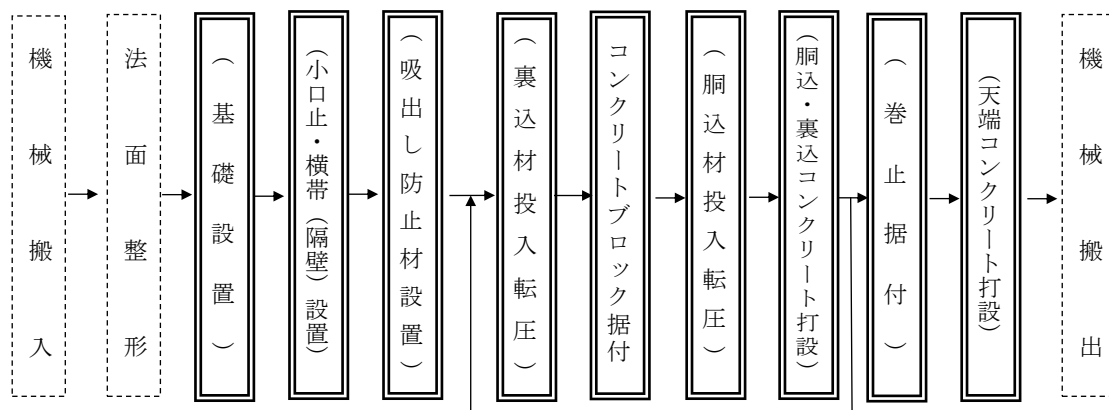 機械搬入
法面整形
（基礎設置）
（小口止・横帯（隔壁）設置）
（吸出し防止材設置）
（裏込材投入転圧）
コンクリートブロック据付
（胴込材投入転圧）
（胴込・裏込コンクリート打設）
（巻止据付）
（天端コンクリート打設）
機械搬出